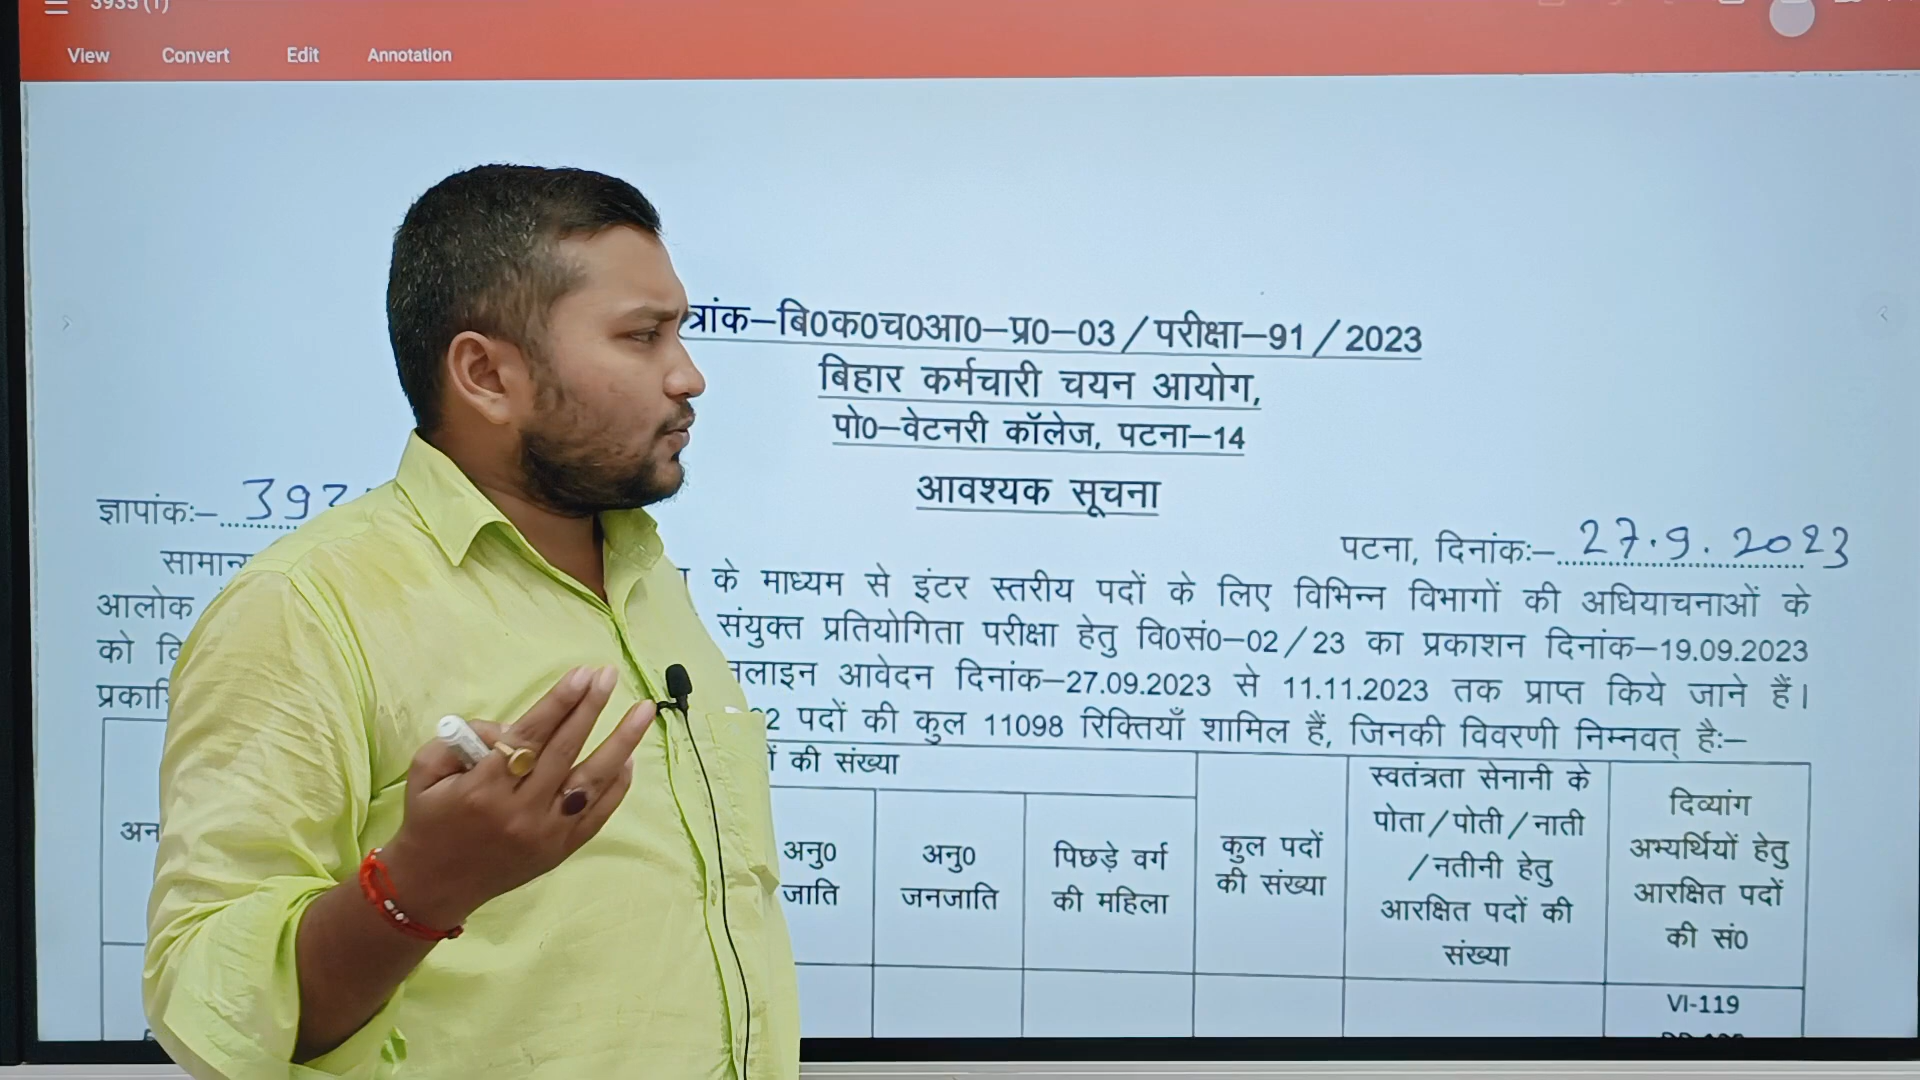 3935 (1)
View Convert Edit Annotation
त्रांक–बि0क0च0आ0–प्र0–03 / परीक्षा–91 / 2023
बिहार कर्मचारी चयन आयोग,
पो0–वेटनरी कॉलेज, पटना–14
आवश्यक सूचना
ज्ञापांकः–
पटना, दिनांकः– 27.9.2023
के माध्यम से इंटर स्तरीय पदों के लिए विभिन्न विभागों की अधियाचनाओं के
आलोक संयुक्त प्रतियोगिता परीक्षा हेतु वि0सं0–02 / 23 का प्रकाशन दिनांक–19.09.2023
को आवेदन दिनांक–27.09.2023 से 11.11.2023 तक प्राप्त किये जाने हैं।
पदों की कुल 11098 रिक्तियाँ शामिल हैं, जिनकी विवरणी निम्नवत् हैः–
की संख्या
अनु0 जाति
अनु0 जनजाति
पिछड़े वर्ग की महिला
कुल पदों की संख्या
स्वतंत्रता सेनानी के पोता / पोती / नाती / नतीनी हेतु आरक्षित पदों की संख्या
दिव्यांग अभ्यर्थियों हेतु आरक्षित पदों की सं0
VI-119